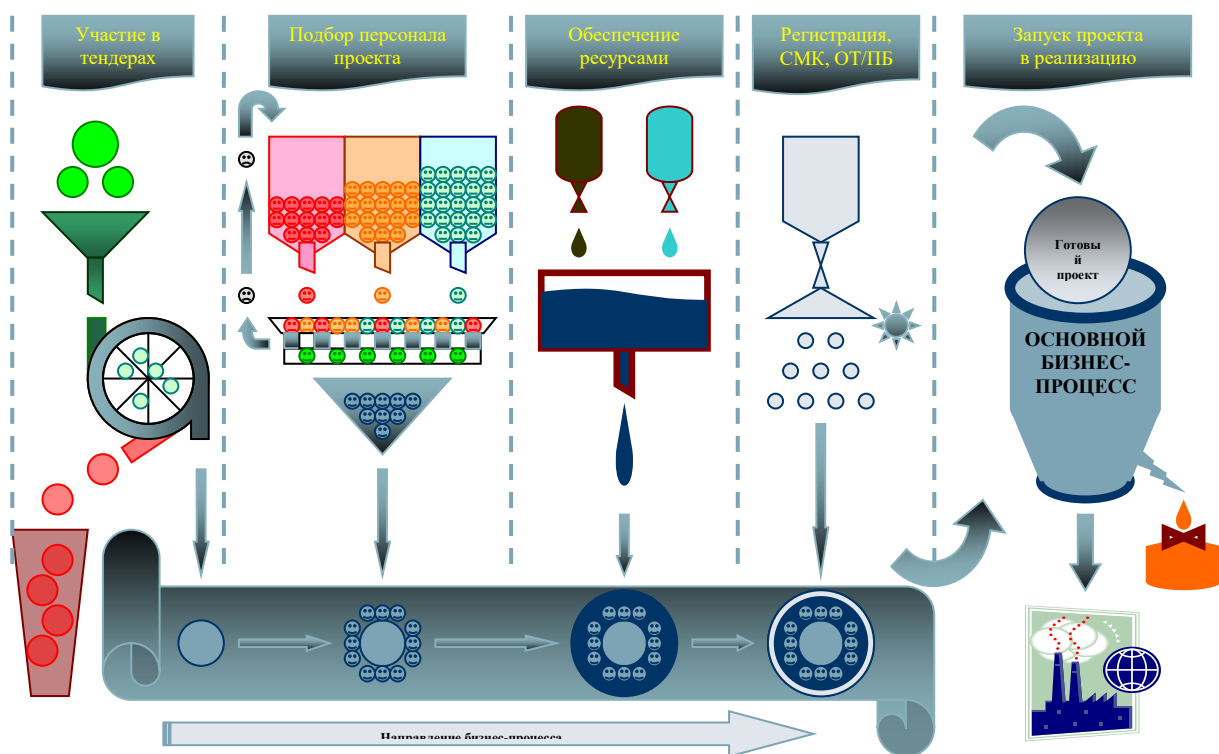 Участие в
тендерах
Подбор персонала
проекта
Обеспечение
ресурсами
Регистрация,
СМК, ОТ/ПБ
Запуск проекта
в реализацию
Готовы
й
проект
ОСНОВНОЙ
БИЗНЕС-
ПРОЦЕСС
Направление бизнес-процесса